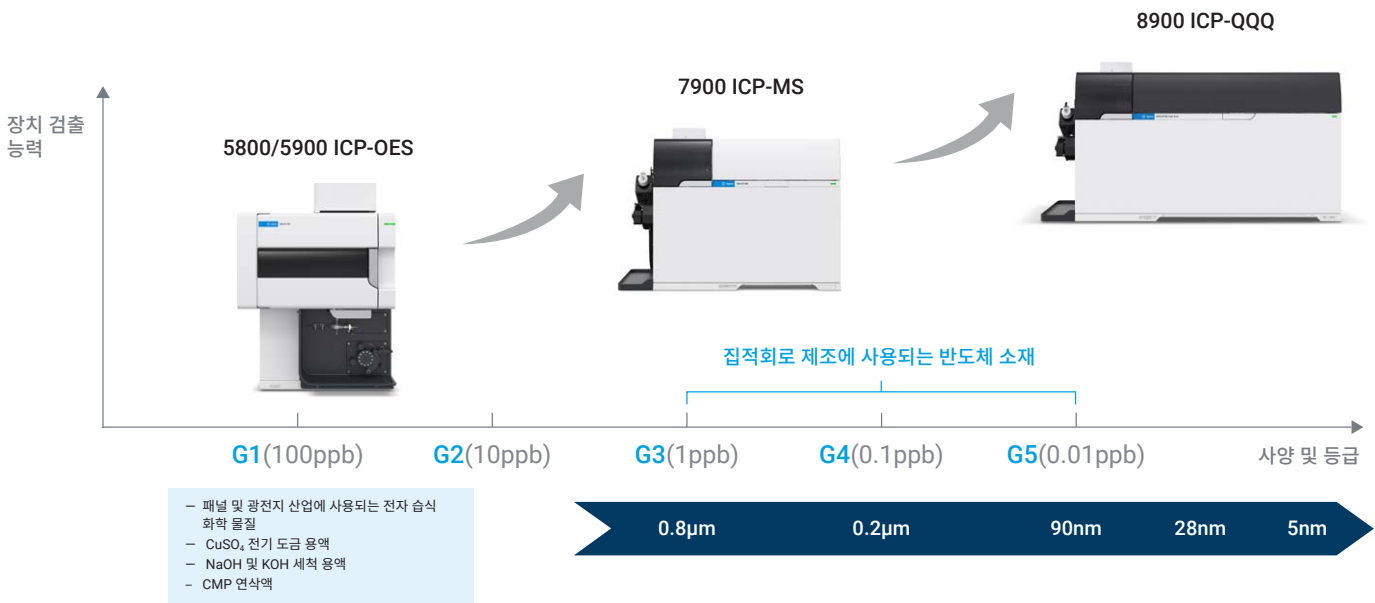 8900 ICP-QQQ
7900 ICP-MS
장치 검출
능력
5800/5900 ICP-OES
집적회로 제조에 사용되는 반도체 소재
G1(100ppb) G2(10ppb) G3(1ppb) G4(0.1ppb) G5(0.01ppb) 사양 및 등급
– 패널 및 광전지 산업에 사용되는 전자 습식
화학 물질
– CuSO₄ 전기 도금 용액
– NaOH 및 KOH 세척 용액
– CMP 연삭액
0.8µm 0.2µm 90nm 28nm 5nm